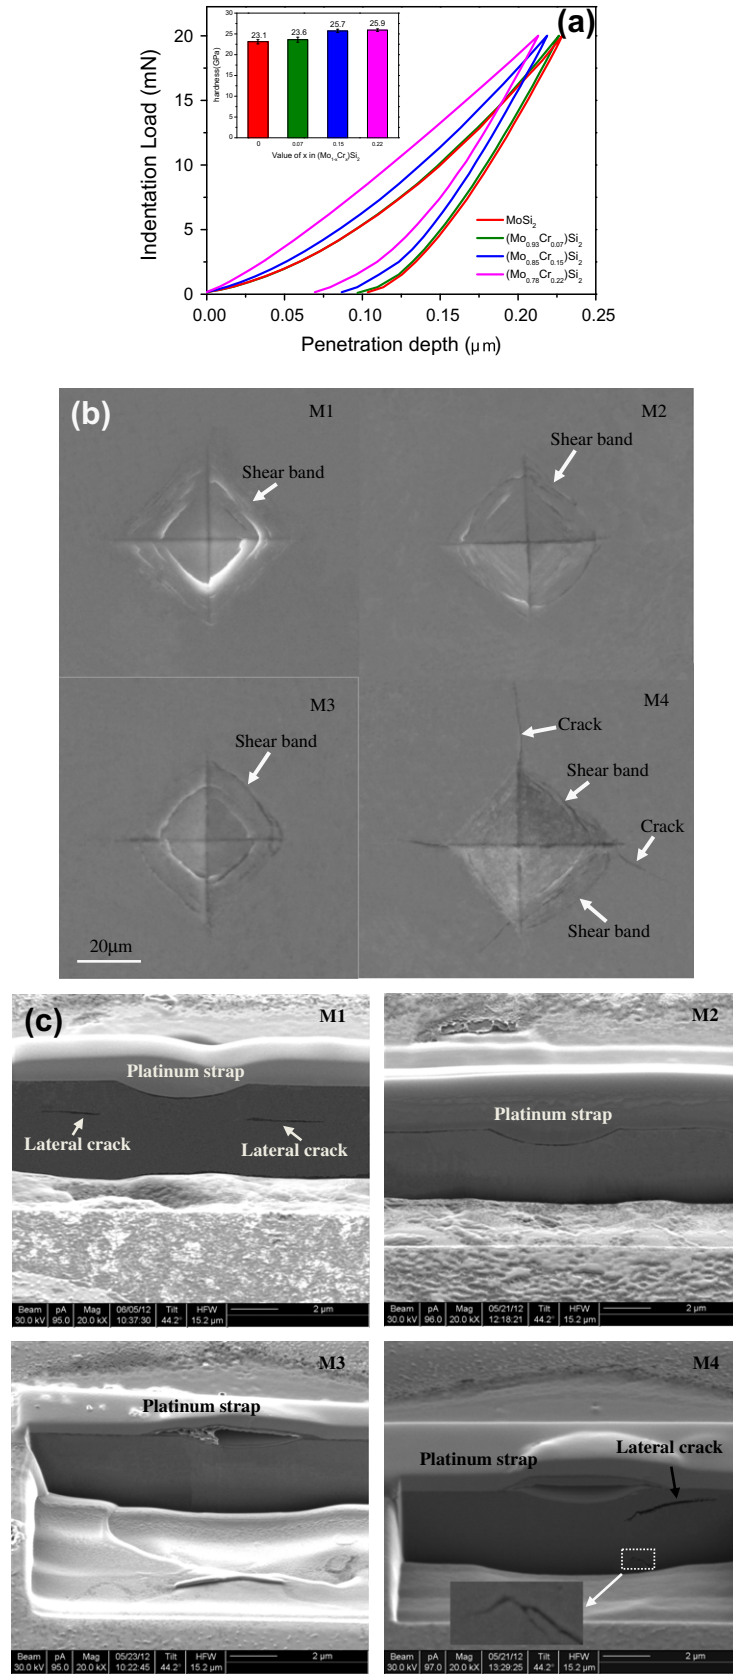 (a)
Indentation Load (mN)
20
15
10
5
0
0.00 0.05 0.10 0.15 0.20 0.25
Penetration depth (μm)
hardness(GPa)
30
25
20
15
10
5
0
23.1 23.6 25.7 25.9
0 0.07 0.15 0.22
Value of x in (Mo₁₋ₓCrₓ)Si₂
MoSi₂
(Mo₀.₉₃Cr₀.₀₇)Si₂
(Mo₀.₈₅Cr₀.₁₅)Si₂
(Mo₀.₇₈Cr₀.₂₂)Si₂
(b)
M1
Shear band
M2
Shear band
M3
Shear band
20μm
M4
Crack
Shear band
Crack
Shear band
(c)
M1
Platinum strap
Lateral crack
Lateral crack
Beam pA Mag 06/05/12 Tilt HFW 2 μm
30.0 kV 95.0 20.0 kX 10:37:30 44.2° 15.2 μm
M2
Platinum strap
Beam pA Mag 05/21/12 Tilt HFW 2 μm
30.0 kV 96.0 20.0 kX 12:18:21 44.2° 15.2 μm
M3
Platinum strap
Beam pA Mag 05/23/12 Tilt HFW 2 μm
30.0 kV 95.0 20.0 kX 10:22:45 44.2° 15.2 μm
M4
Lateral crack
Platinum strap
Beam pA Mag 05/21/12 Tilt HFW 2 μm
30.0 kV 97.0 20.0 kX 13:29:25 44.2° 15.2 μm